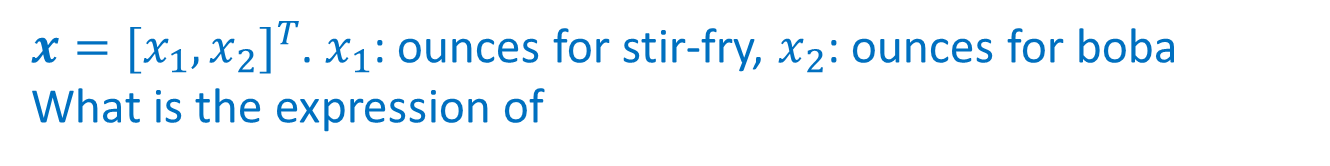 𝒙 = [𝑥₁, 𝑥₂]ᵀ. 𝑥₁: ounces for stir-fry, 𝑥₂: ounces for boba
What is the expression of